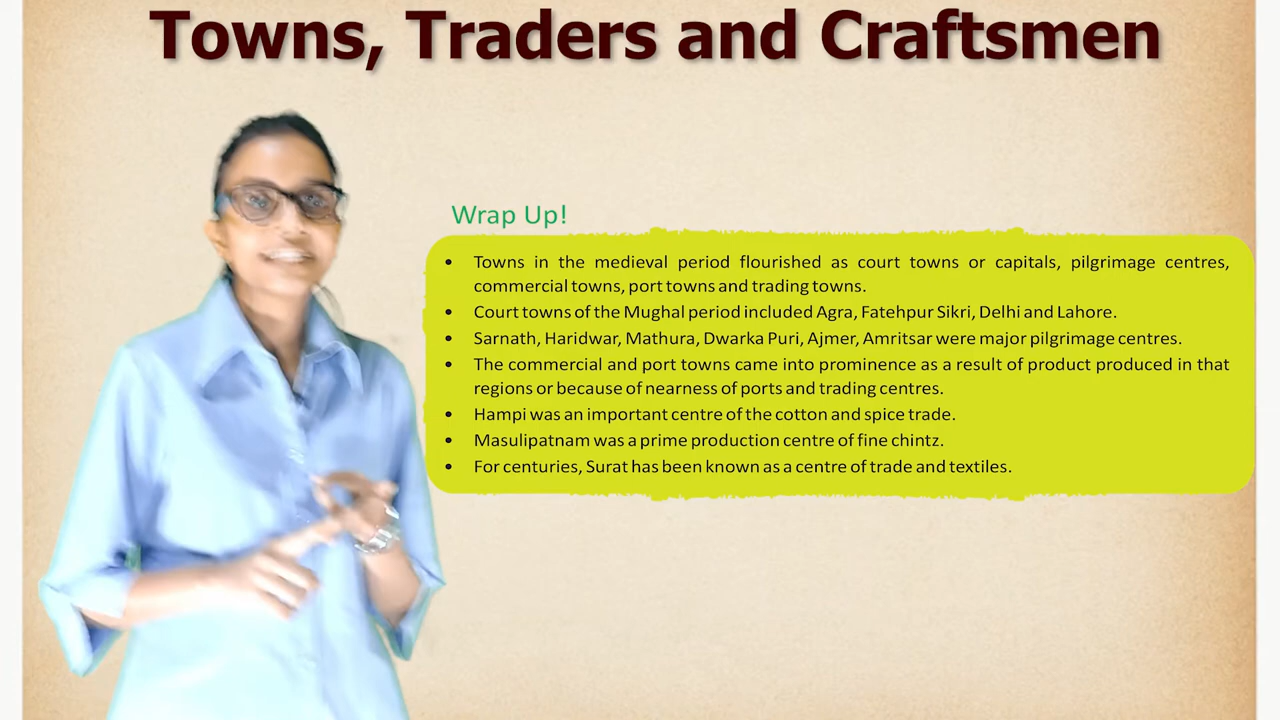 Towns, Traders and Craftsmen
Wrap Up!
• Towns in the medieval period flourished as court towns or capitals, pilgrimage centres,
commercial towns, port towns and trading towns.
• Court towns of the Mughal period included Agra, Fatehpur Sikri, Delhi and Lahore.
• Sarnath, Haridwar, Mathura, Dwarka Puri, Ajmer, Amritsar were major pilgrimage centres.
• The commercial and port towns came into prominence as a result of product produced in that
regions or because of nearness of ports and trading centres.
• Hampi was an important centre of the cotton and spice trade.
• Masulipatnam was a prime production centre of fine chintz.
• For centuries, Surat has been known as a centre of trade and textiles.